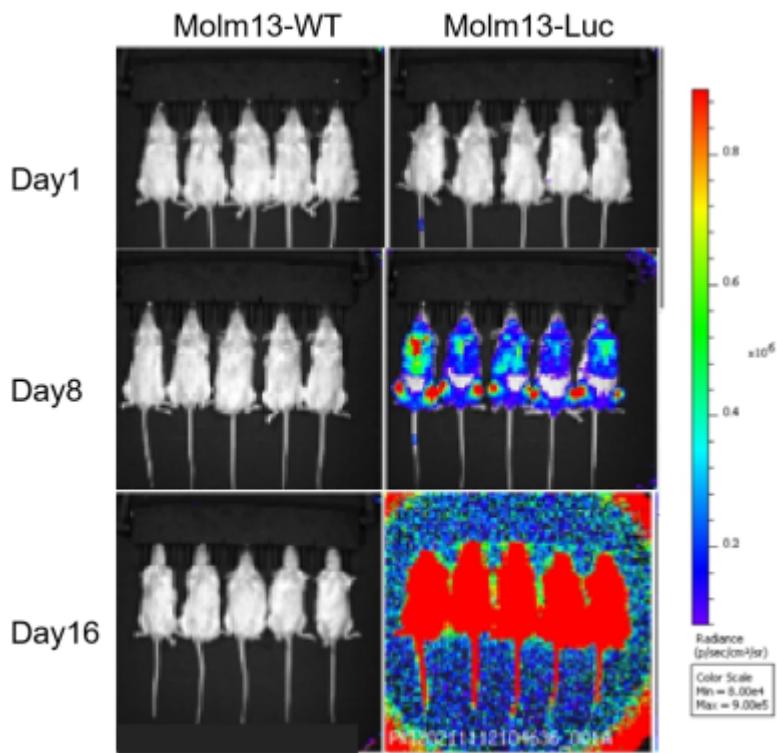 Molm13-WT Molm13-Luc
Day1
Day8
Day16
0.8
0.6
x10⁶
0.4
0.2
Radiance
(p/sec/cm²/sr)
Color Scale
Min = 8.00e4
Max = 9.00e5